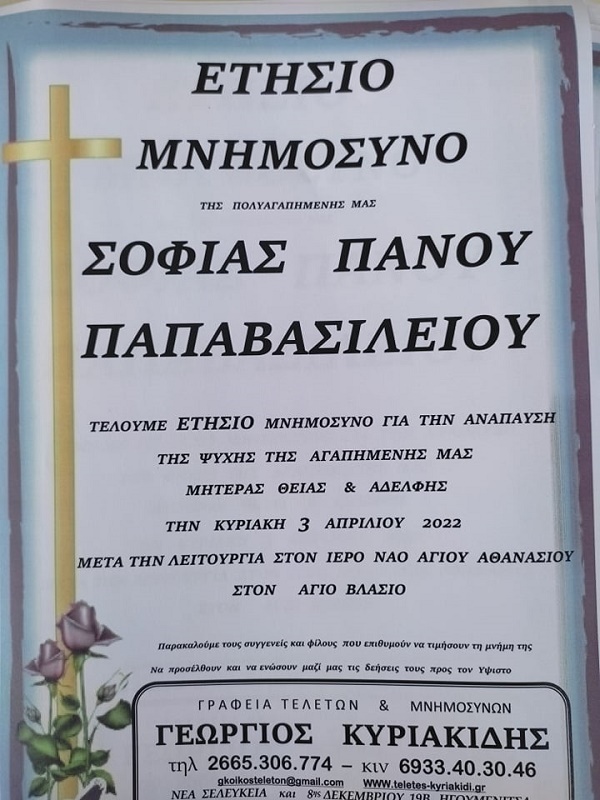 ΕΤΗΣΙΟ
ΜΝΗΜΟΣΥΝΟ
ΤΗΣ ΠΟΛΥΑΓΑΠΗΜΕΝΗΣ ΜΑΣ
ΣΟΦΙΑΣ ΠΑΝΟΥ
ΠΑΠΑΒΑΣΙΛΕΙΟΥ
ΤΕΛΟΥΜΕ ΕΤΗΣΙΟ ΜΝΗΜΟΣΥΝΟ ΓΙΑ ΤΗΝ ΑΝΑΠΑΥΣΗ
ΤΗΣ ΨΥΧΗΣ ΤΗΣ ΑΓΑΠΗΜΕΝΗΣ ΜΑΣ
ΜΗΤΕΡΑΣ ΘΕΙΑΣ & ΑΔΕΛΦΗΣ
ΤΗΝ ΚΥΡΙΑΚΗ 3 ΑΠΡΙΛΙΟΥ 2022
ΜΕΤΑ ΤΗΝ ΛΕΙΤΟΥΡΓΙΑ ΣΤΟΝ ΙΕΡΟ ΝΑΟ ΑΓΙΟΥ ΑΘΑΝΑΣΙΟΥ
ΣΤΟΝ ΑΓΙΟ ΒΛΑΣΙΟ
Παρακαλούμε τους συγγενείς και φίλους που επιθυμούν να τιμήσουν τη μνήμη της
Να προσέλθουν και να ενώσουν μαζί μας τις δεήσεις τους προς τον Υψιστο
ΓΡΑΦΕΙΑ ΤΕΛΕΤΩΝ & ΜΝΗΜΟΣΥΝΩΝ
ΓΕΩΡΓΙΟΣ ΚΥΡΙΑΚΙΔΗΣ
τηλ 2665.306.774 – κιν 6933.40.30.46
gkoikosteleton@gmail.com www.teletes-kyriakidi.gr
ΝΕΑ ΣΕΛΕΥΚΕΙΑ και 8ης ΔΕΚΕΜΒΡΙΟΥ 19Β ΗΓΟΥΜΕΝΙΤΣΑ